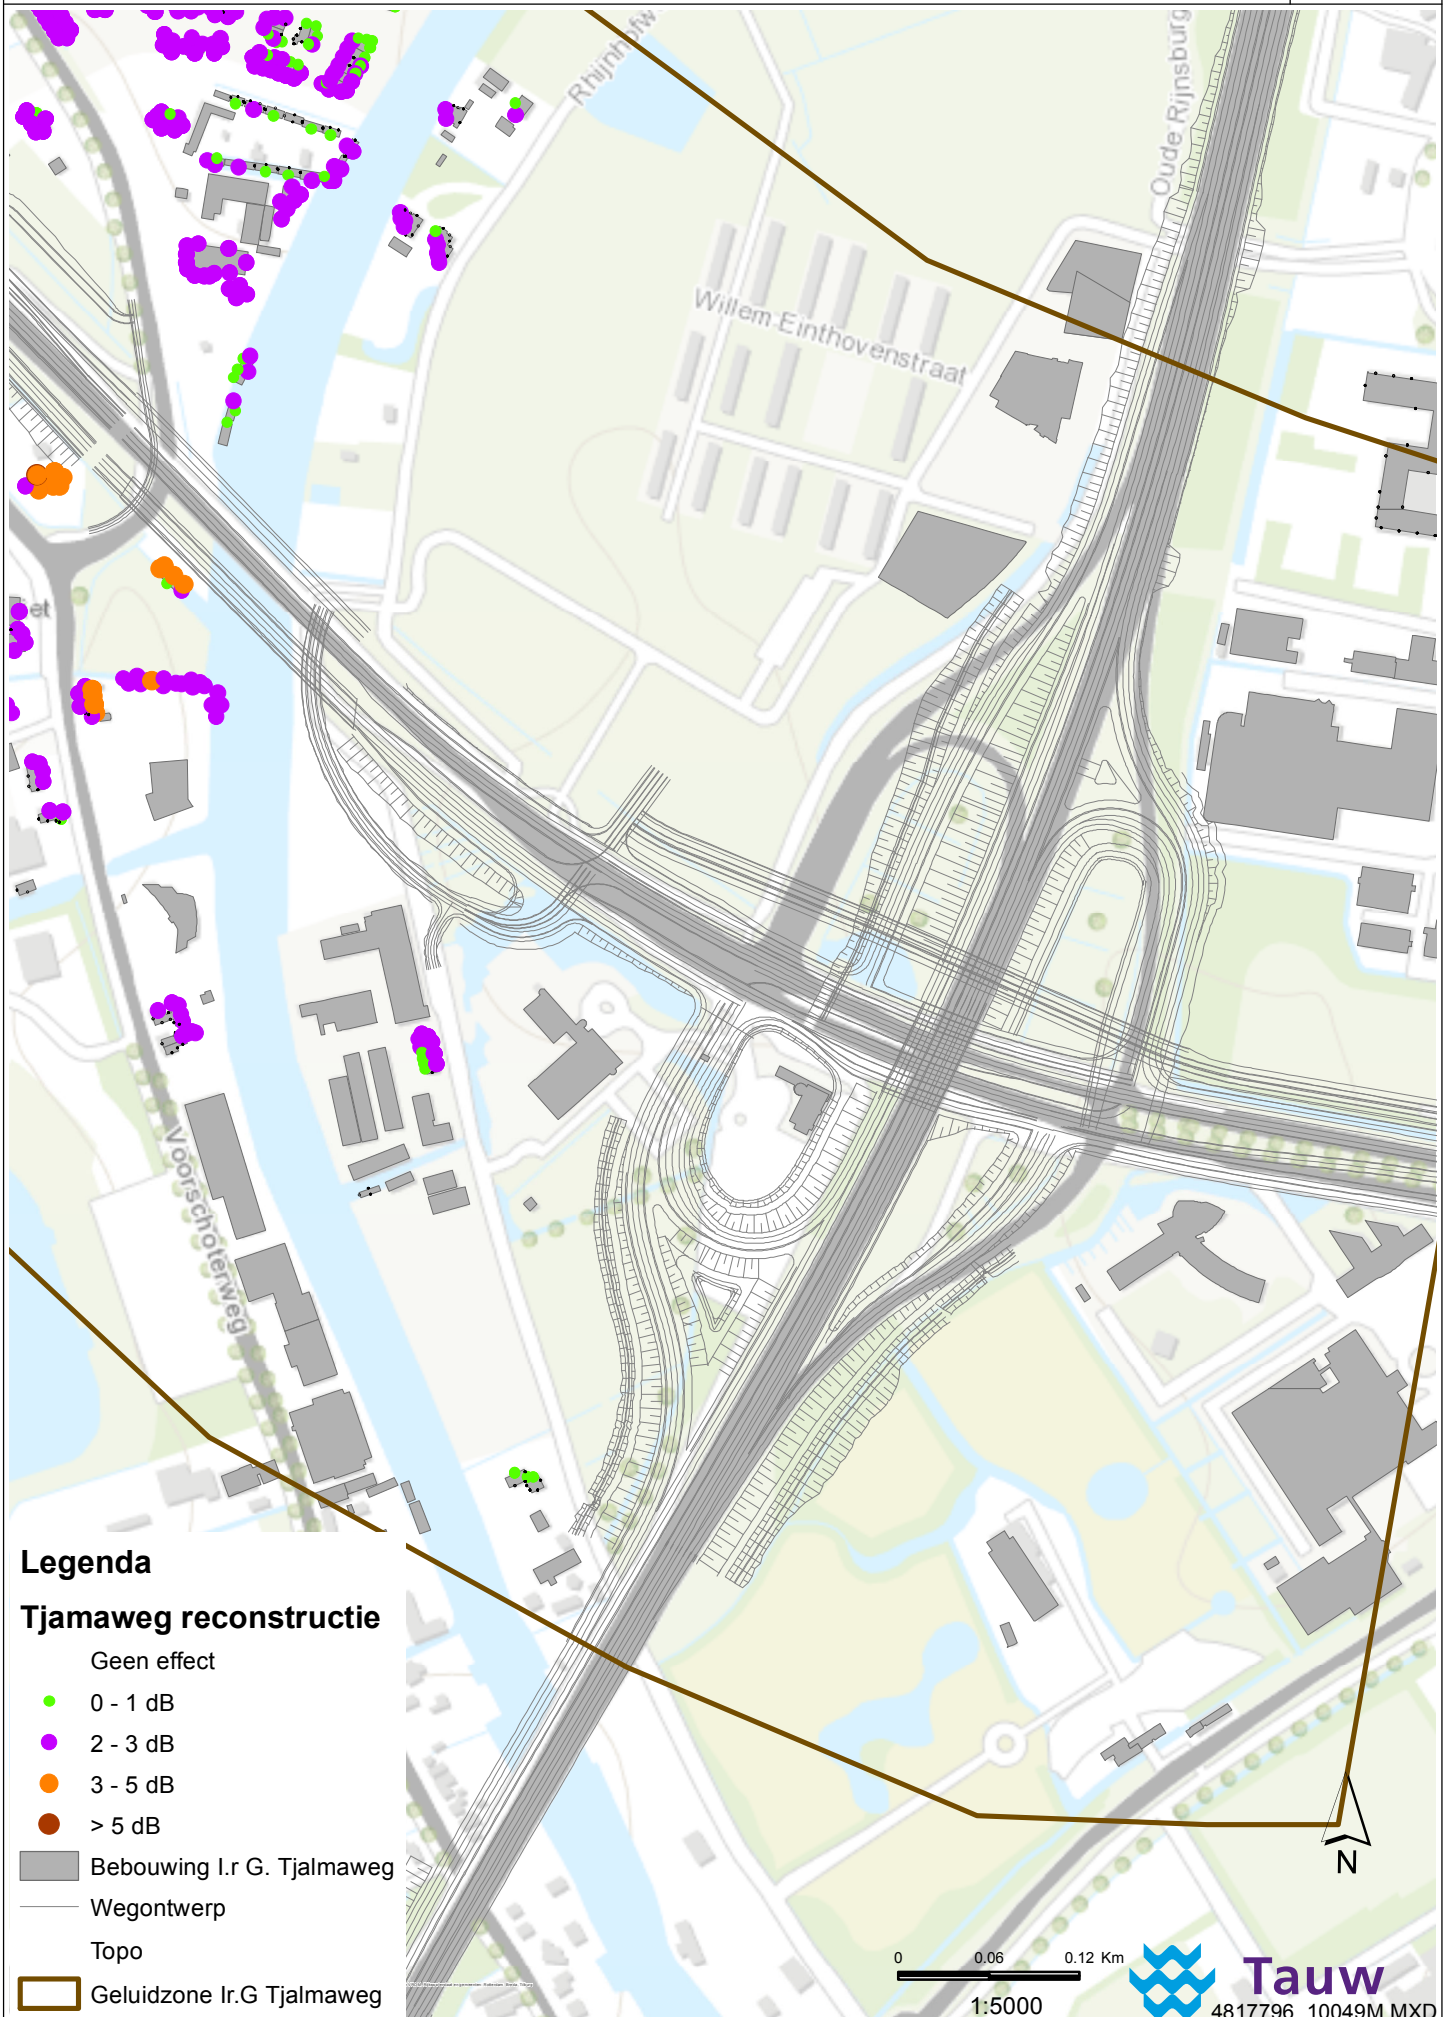 Rhijnhofw
Oude Rijnsburg
Willem Einthovenstraat
et
Voorschoterweg
Legenda
Tjamaweg reconstructie
Geen effect
0 - 1 dB
2 - 3 dB
3 - 5 dB
> 5 dB
Bebouwing I.r G. Tjalmaweg
Wegontwerp
Topo
Geluidzone Ir.G Tjalmaweg
0 0.06 0.12 Km
1:5000
N
Tauw
4817796_10049M.MXD